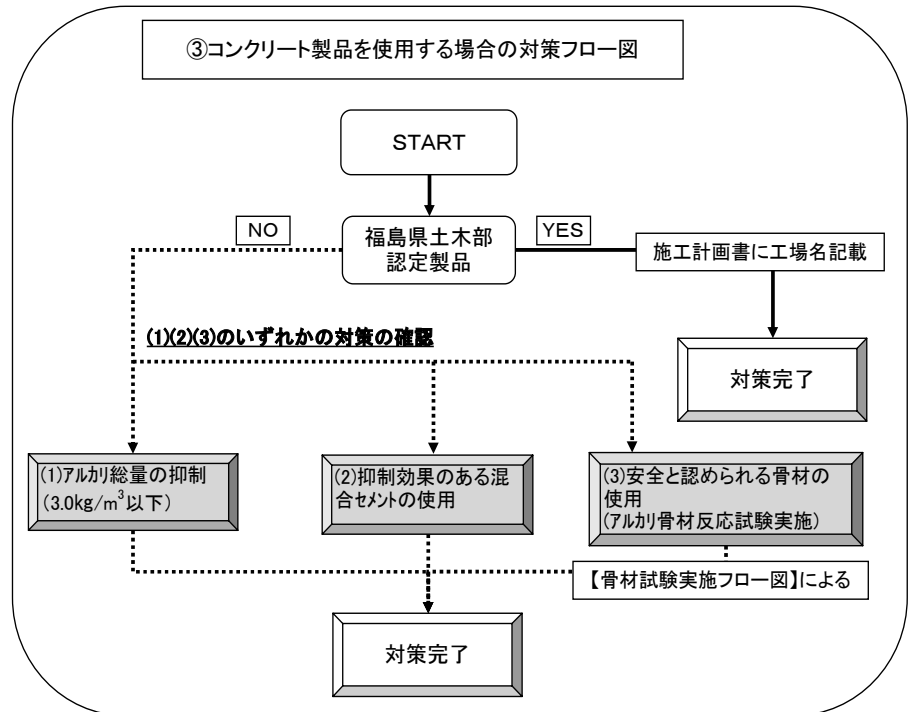 ③コンクリート製品を使用する場合の対策フロー図
START
NO
福島県土木部
認定製品
YES
施工計画書に工場名記載
(1)(2)(3)のいずれかの対策の確認
対策完了
(1)アルカリ総量の抑制
(3.0kg/m³以下)
(2)抑制効果のある混
合セメントの使用
(3)安全と認められる骨材の
使用
(アルカリ骨材反応試験実施)
【骨材試験実施フロー図】による
対策完了